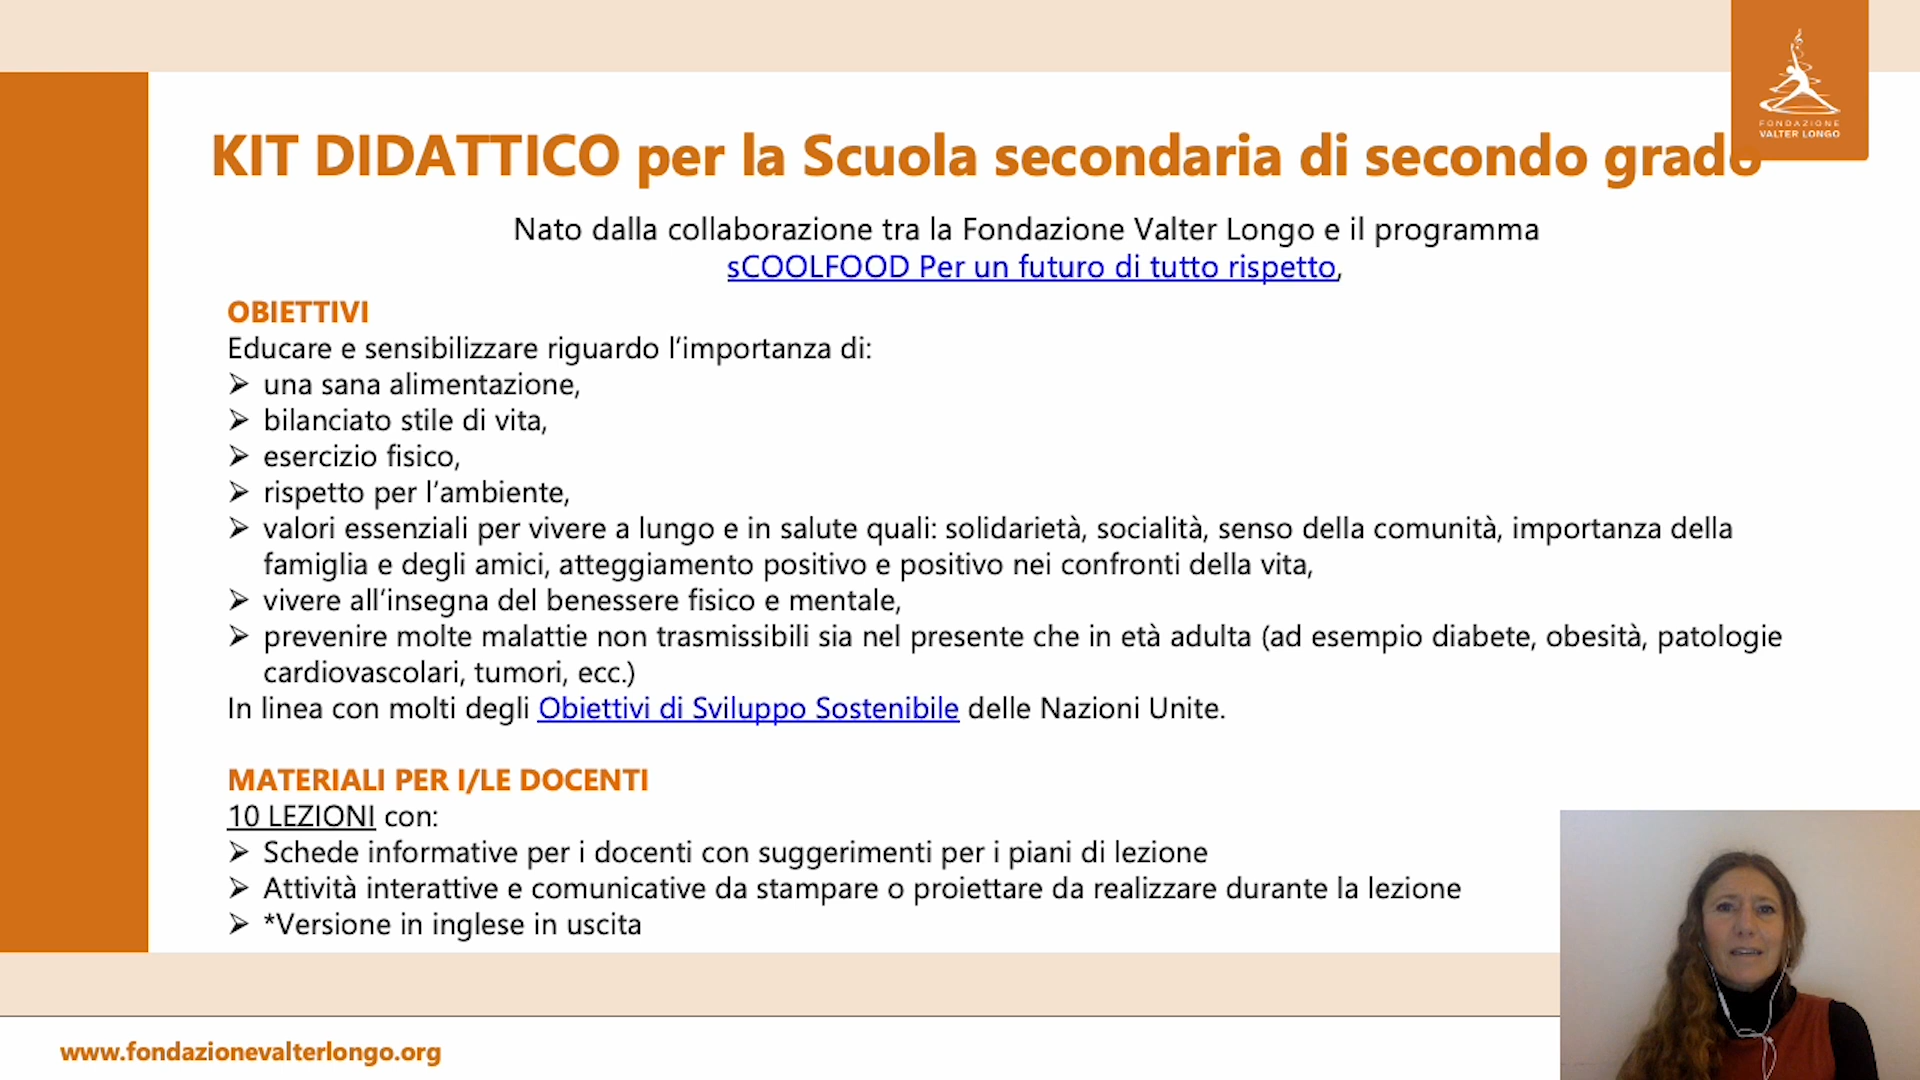 FONDAZIONE
VALTER LONGO
KIT DIDATTICO per la Scuola secondaria di secondo grado
Nato dalla collaborazione tra la Fondazione Valter Longo e il programma
sCOOLFOOD Per un futuro di tutto rispetto,
OBIETTIVI
Educare e sensibilizzare riguardo l’importanza di:
➢ una sana alimentazione,
➢ bilanciato stile di vita,
➢ esercizio fisico,
➢ rispetto per l’ambiente,
➢ valori essenziali per vivere a lungo e in salute quali: solidarietà, socialità, senso della comunità, importanza della
famiglia e degli amici, atteggiamento positivo e positivo nei confronti della vita,
➢ vivere all’insegna del benessere fisico e mentale,
➢ prevenire molte malattie non trasmissibili sia nel presente che in età adulta (ad esempio diabete, obesità, patologie
cardiovascolari, tumori, ecc.)
In linea con molti degli Obiettivi di Sviluppo Sostenibile delle Nazioni Unite.
MATERIALI PER I/LE DOCENTI
10 LEZIONI con:
➢ Schede informative per i docenti con suggerimenti per i piani di lezione
➢ Attività interattive e comunicative da stampare o proiettare da realizzare durante la lezione
➢ *Versione in inglese in uscita
www.fondazionevalterlongo.org